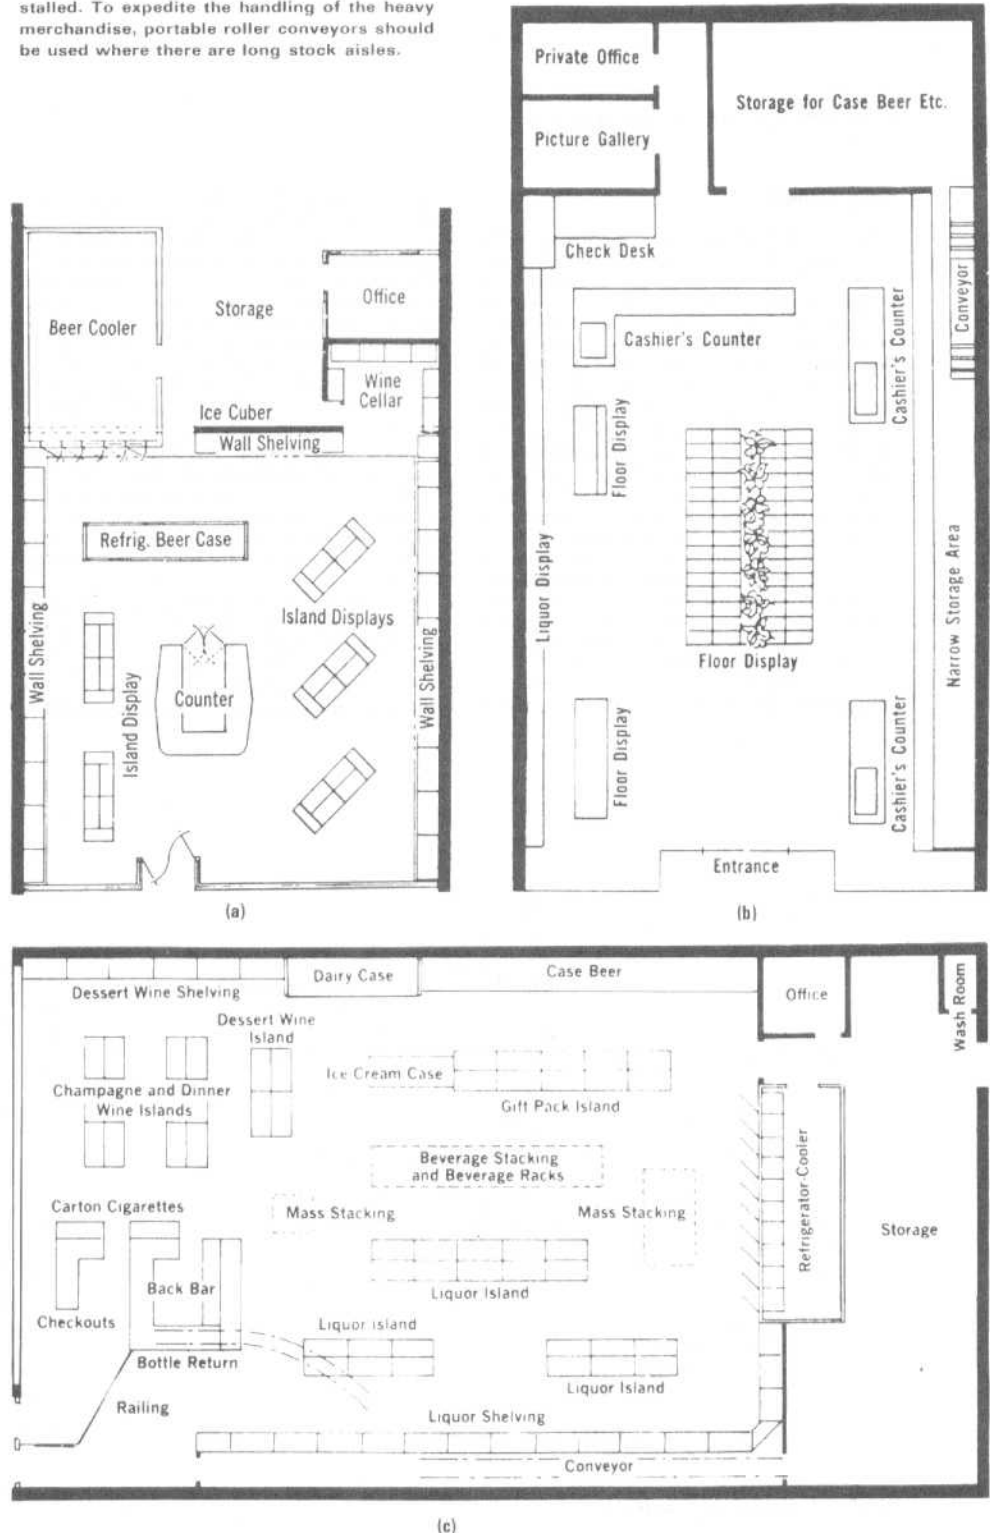 stalled. To expedite the handling of the heavy
merchandise, portable roller conveyors should
be used where there are long stock aisles.
Beer Cooler
Storage
Office
Wine
Cellar
Ice Cuber
Wall Shelving
Refrig. Beer Case
Island Displays
Wall Shelving
Island Display
Counter
Wall Shelving
(a)
Private Office
Storage for Case Beer Etc.
Picture Gallery
Check Desk
Cashier's Counter
Cashier's Counter
Conveyor
Floor Display
Liquor Display
Floor Display
Narrow Storage Area
Floor Display
Cashier's Counter
Entrance
(b)
Dessert Wine Shelving
Dairy Case
Case Beer
Office
Wash Room
Dessert Wine
Island
Champagne and Dinner
Wine Islands
Ice Cream Case
Gift Pack Island
Beverage Stacking
and Beverage Racks
Mass Stacking
Mass Stacking
Refrigerator-Cooler
Storage
Carton Cigarettes
Back Bar
Checkouts
Liquor Island
Liquor island
Bottle Return
Liquor Island
Railing
Liquor Shelving
Conveyor
(c)